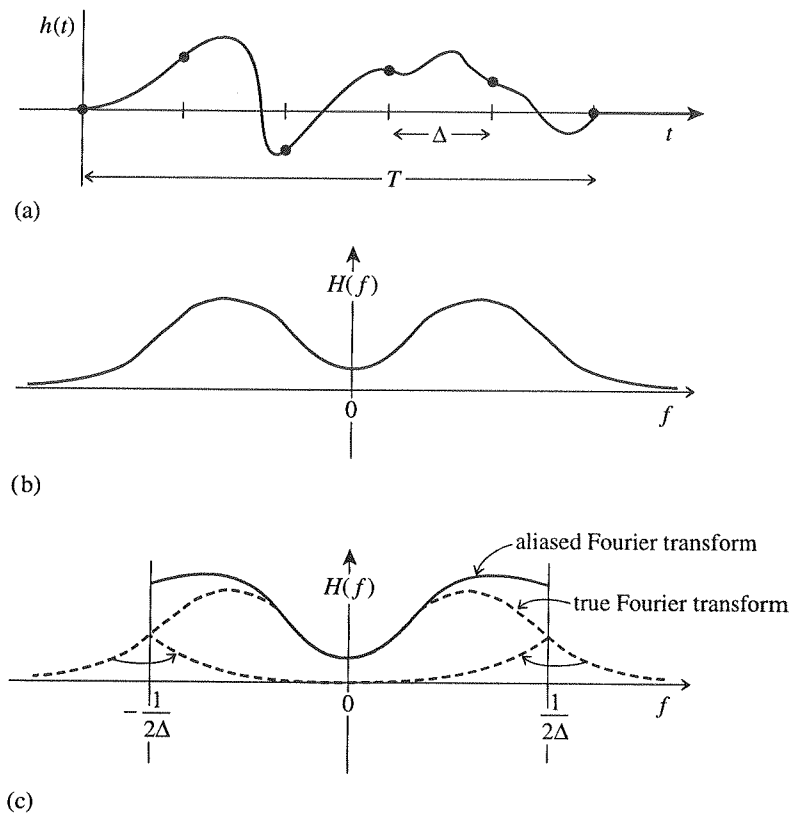 h(t)
Δ
t
T
(a)
H(f)
0
f
(b)
aliased Fourier transform
H(f)
true Fourier transform
-1/2Δ
0
1/2Δ
f
(c)